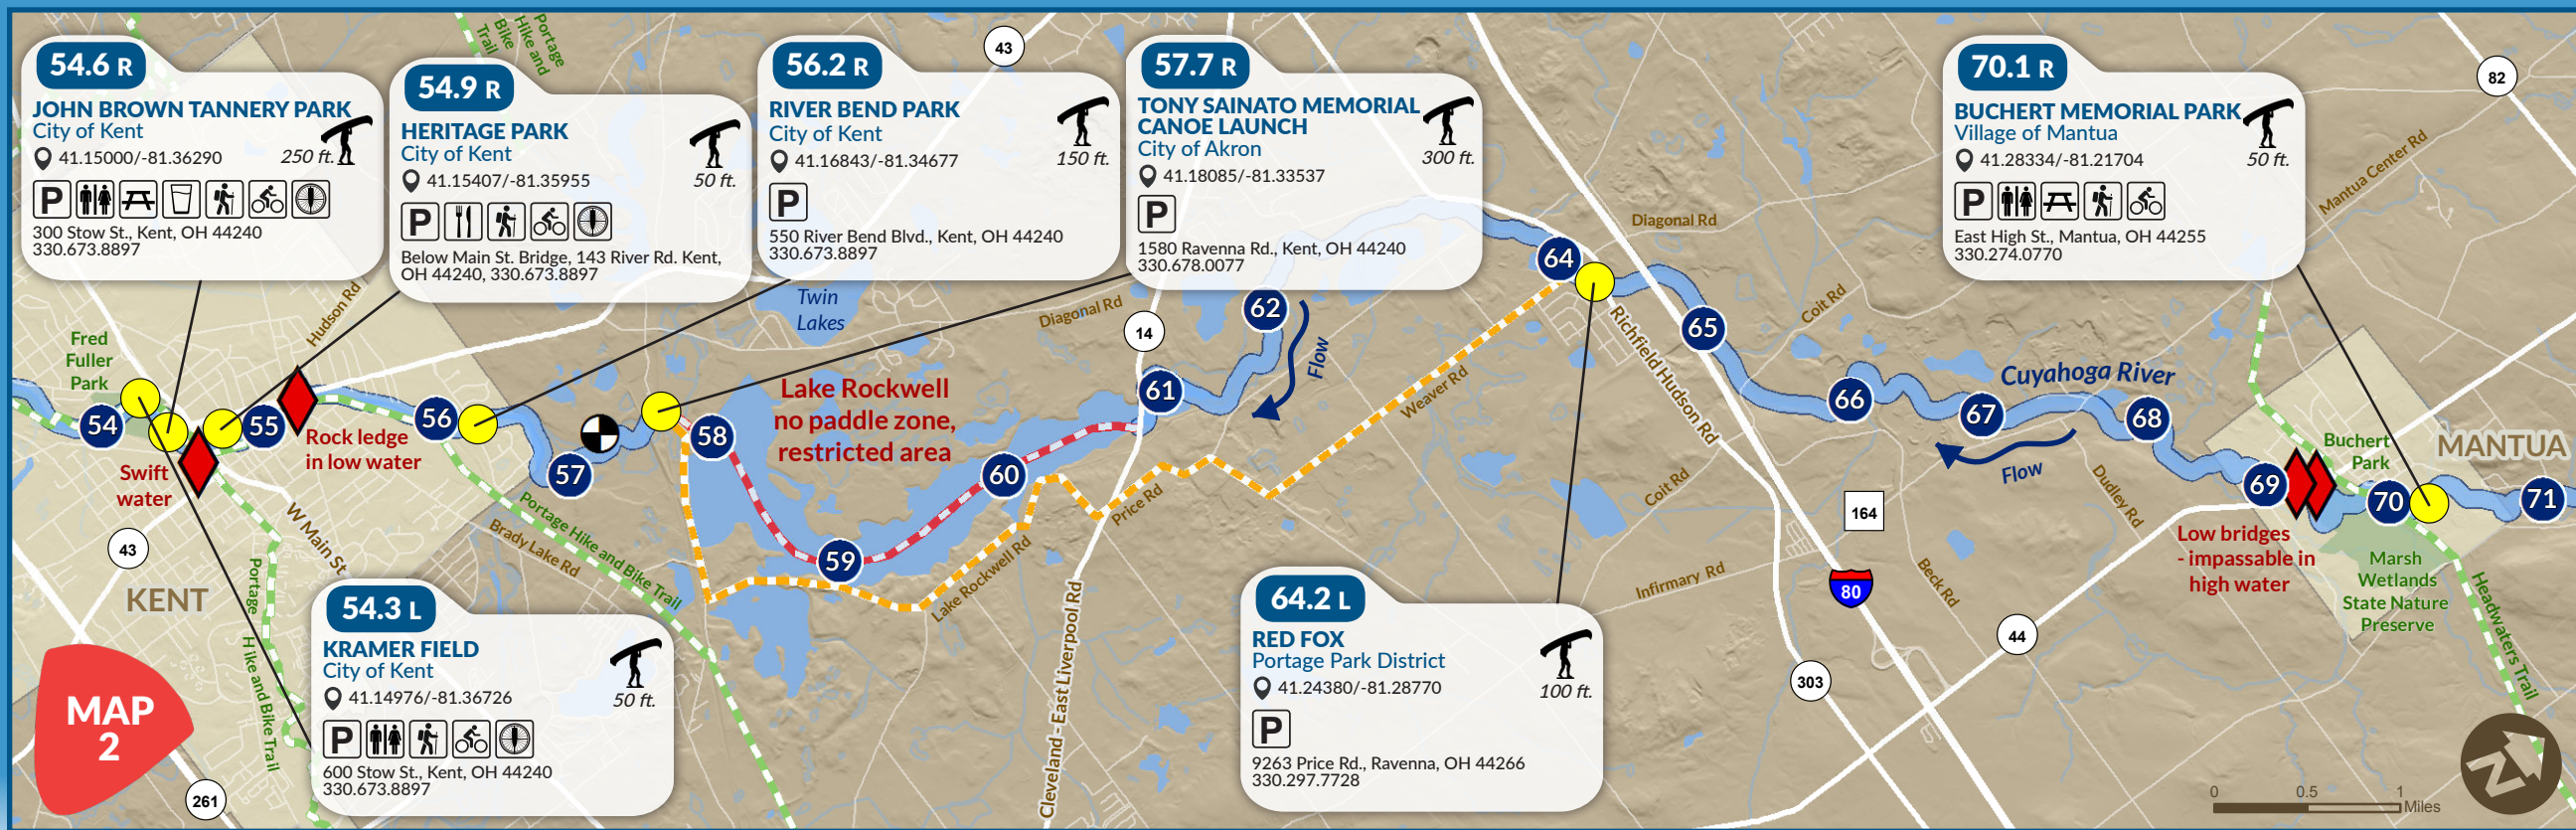 54.6 R
JOHN BROWN TANNERY PARK
City of Kent
41.15000/-81.36290
250 ft.
P
300 Stow St., Kent, OH 44240
330.673.8897
54.9 R
HERITAGE PARK
City of Kent
41.15407/-81.35955
50 ft.
P
Below Main St. Bridge, 143 River Rd. Kent,
OH 44240, 330.673.8897
56.2 R
RIVER BEND PARK
City of Kent
41.16843/-81.34677
150 ft.
P
550 River Bend Blvd., Kent, OH 44240
330.673.8897
57.7 R
TONY SAINATO MEMORIAL
CANOE LAUNCH
City of Akron
41.18085/-81.33537
300 ft.
P
1580 Ravenna Rd., Kent, OH 44240
330.678.0077
70.1 R
BUCHERT MEMORIAL PARK
Village of Mantua
41.28334/-81.21704
50 ft.
P
East High St., Mantua, OH 44255
330.274.0770
Portage
Hike and
Bike
Trail
43
82
Mantua Center Rd
Diagonal Rd
64
Hudson Rd
Twin
Lakes
Diagonal Rd
14
62
Flow
65
Coit Rd
Richfield Hudson Rd
Fred
Fuller
Park
54
55
56
57
58
59
60
61
66
67
68
69
70
71
Cuyahoga River
Flow
Lake Rockwell
no paddle zone,
restricted area
Weaver Rd
Rock ledge
in low water
Swift
water
43
KENT
W Main St
Portage Hike and Bike Trail
Brady Lake Rd
Portage Hike and Bike Trail
Lake Rockwell Rd
Price Rd
Cleveland - East Liverpool Rd
Coit Rd
Infirmary Rd
164
80
303
44
Beck Rd
Dudley Rd
Buchert
Park
MANTUA
Low bridges
- impassable in
high water
Marsh
Wetlands
State Nature
Preserve
Headwaters Trail
54.3 L
KRAMER FIELD
City of Kent
41.14976/-81.36726
50 ft.
P
600 Stow St., Kent, OH 44240
330.673.8897
64.2 L
RED FOX
Portage Park District
41.24380/-81.28770
100 ft.
P
9263 Price Rd., Ravenna, OH 44266
330.297.7728
MAP
2
261
0 0.5 1
Miles
N